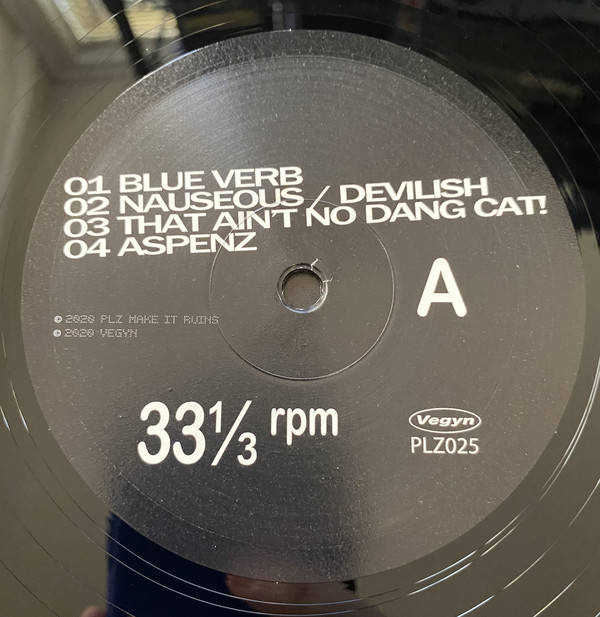 01 BLUE VERB
02 NAUSEOUS / DEVILISH
03 THAT AIN'T NO DANG CAT!
04 ASPENZ
A
© 2020 PLZ MAKE IT RUINS
© 2020 VEGYN
33⅓ rpm
Vegyn
PLZ025